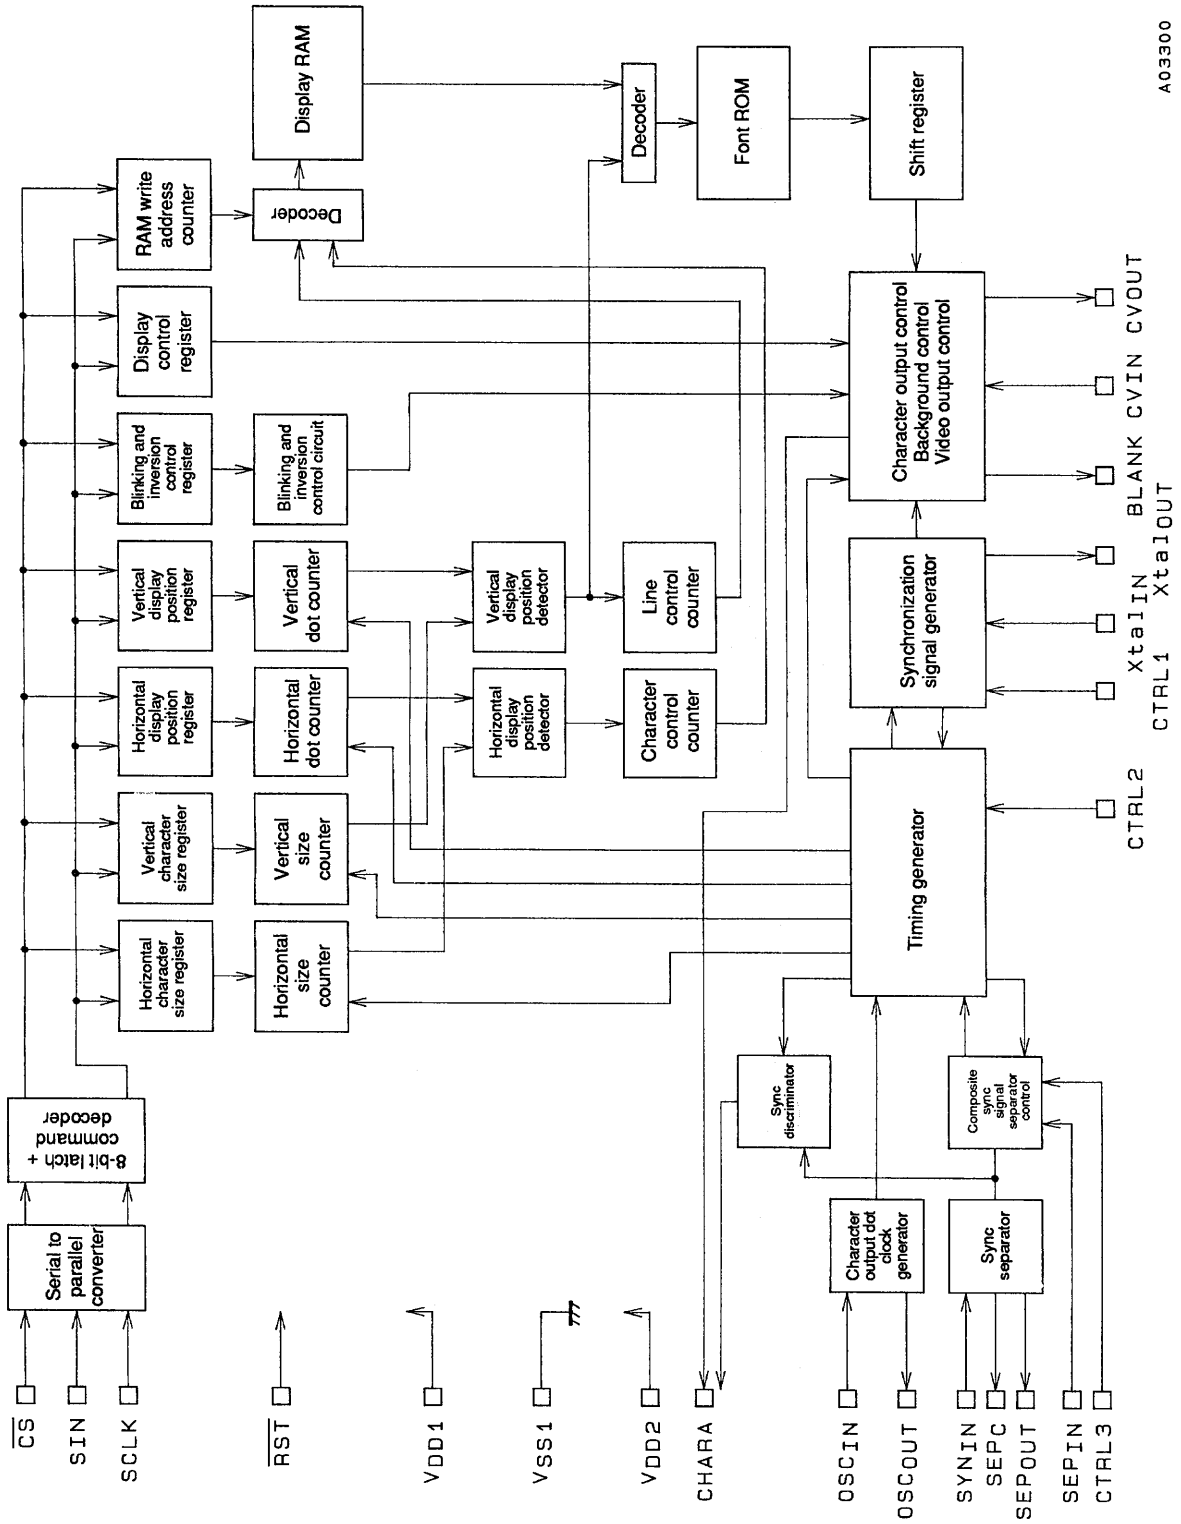 A03300
CS
SIN
SCLK
RST
VDD1
VSS1
VDD2
CHARA
OSCIN
OSCOUT
SYNIN
SEPC
SEPOUT
SEPIN
CTRL3
Serial to
parallel
converter
8-bit latch +
command
decoder
Horizontal
character
size register
Vertical
character
size register
Horizontal
display
position
register
Vertical
display
position
register
Blinking and
inversion
control
register
Display
control
register
RAM write
address
counter
Horizontal
size
counter
Vertical
size
counter
Horizontal
dot counter
Vertical
dot counter
Blinking and
inversion
control circuit
Decoder
Display RAM
Horizontal
display
position
detector
Vertical
display
position
detector
Character
control
counter
Line
control
counter
Decoder
Font ROM
Shift register
Sync
discriminator
Character
output dot
clock
generator
Sync
separator
Composite
sync
signal
separator
control
Timing generator
Synchronization
signal generator
Character output control
Background control
Video output control
CTRL2
CTRL1
XtalIN
XtalOUT
BLANK
CVIN
CVOUT